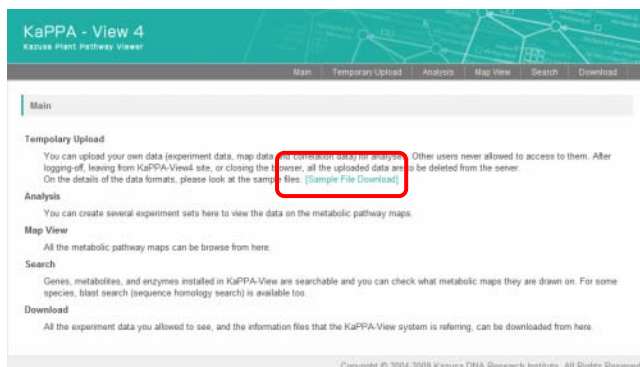 KaPPA - View 4
Kazusa Plant Pathway Viewer
Main Temporary Upload Analysis Map View Search Download
Main
Tempolary Upload
You can upload your own data (experiment data, map data and correlation data) for analyses. Other users never allowed to access to them. After
logging-off, leaving from KaPPA-View4 site, or closing the browser, all the uploaded data are to be deleted from the server.
On the details of the data formats, please look at the sample files. [Sample File Download]
Analysis
You can create several experiment sets here to view the data on the metabolic pathway maps.
Map View
All the metabolic pathway maps can be browse from here.
Search
Genes, metabolites, and enzymes installed in KaPPA-View are searchable and you can check what metabolic maps they are drawn on. For some
species, blast search (sequence homology search) is available too.
Download
All the experiment data you allowed to see, and the information files that the KaPPA-View system is refering, can be downloaded from here.
Copyright © 2004-2009 Kazusa DNA Research Institute. All Rights Reserved